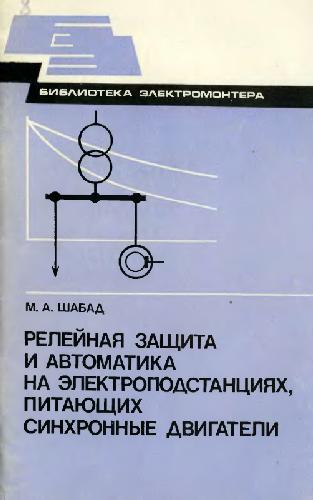 БИБЛИОТЕКА ЭЛЕКТРОМОНТЕРА
М. А. ШАБАД
РЕЛЕЙНАЯ ЗАЩИТА
И АВТОМАТИКА
НА ЭЛЕКТРОПОДСТАНЦИЯХ,
ПИТАЮЩИХ
СИНХРОННЫЕ ДВИГАТЕЛИ